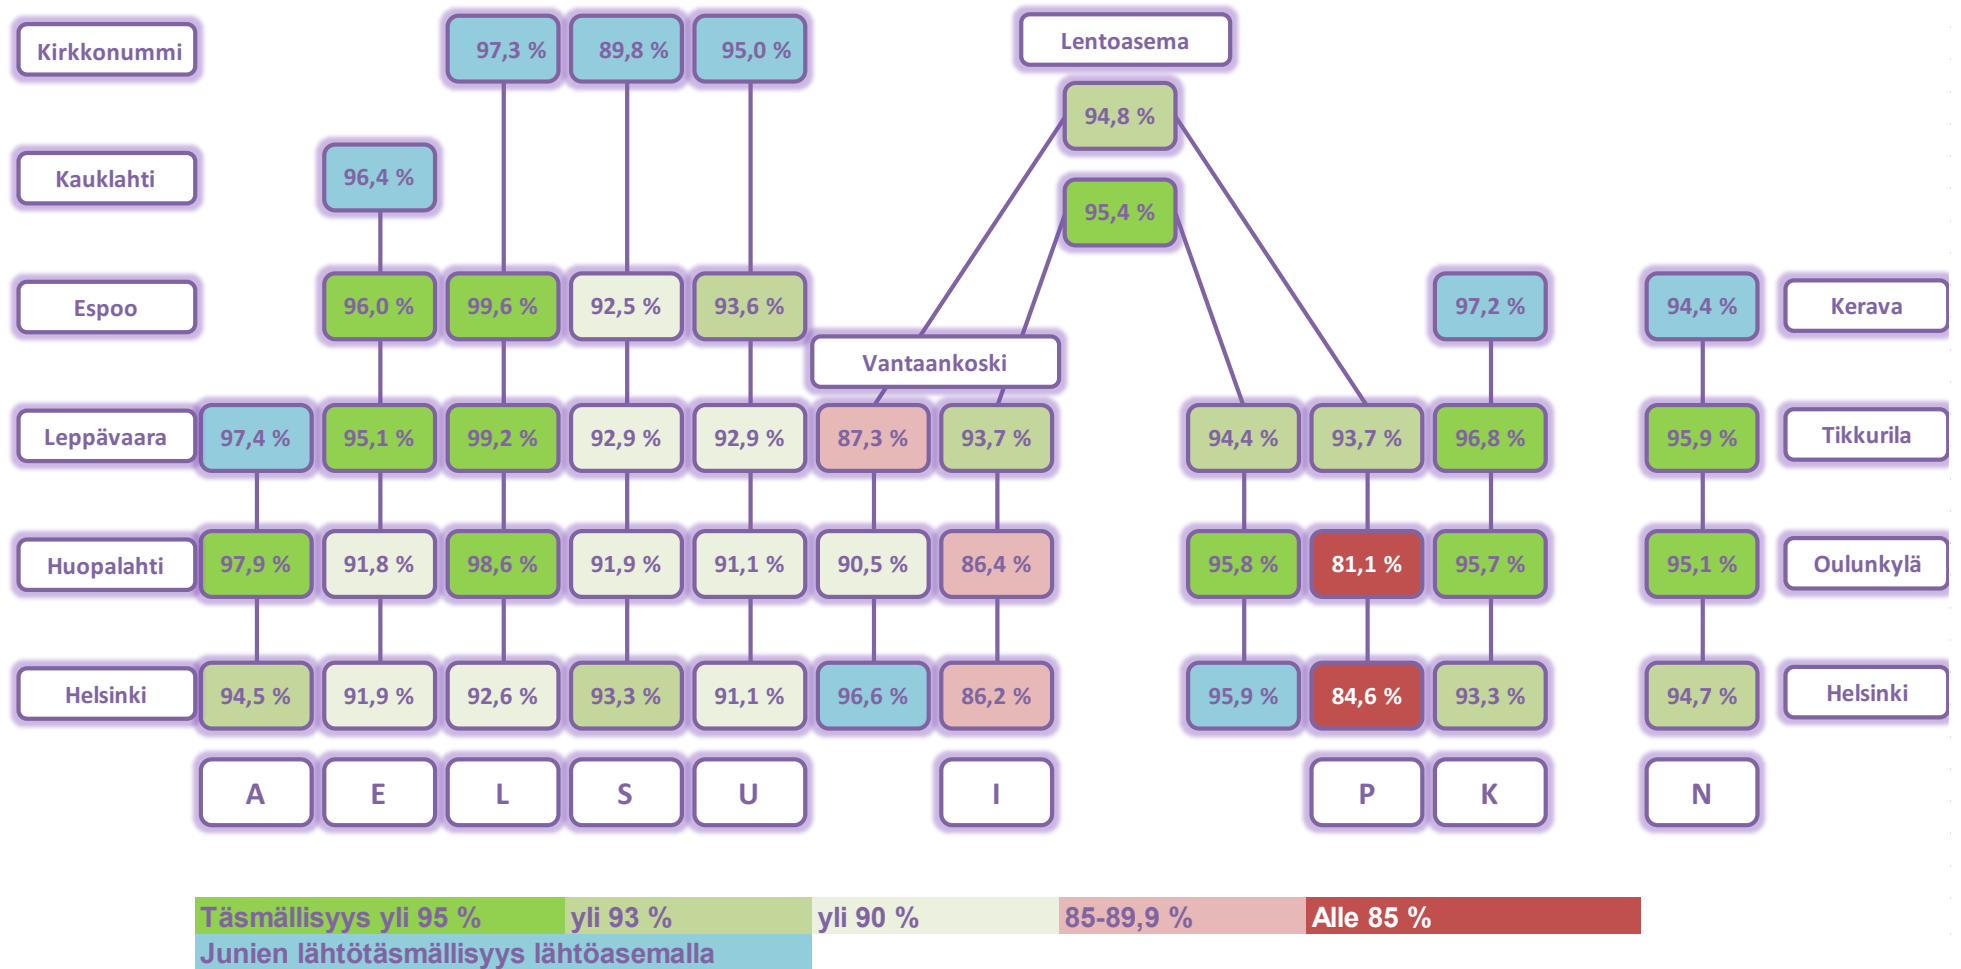 Kirkkonummi 97,3 % 89,8 % 95,0 % Lentoasema
94,8 %
Kauklahti 96,4 %
95,4 %
Espoo 96,0 % 99,6 % 92,5 % 93,6 % 97,2 % 94,4 % Kerava
Vantaankoski
Leppävaara 97,4 % 95,1 % 99,2 % 92,9 % 92,9 % 87,3 % 93,7 % 94,4 % 93,7 % 96,8 % 95,9 % Tikkurila
Huopalahti 97,9 % 91,8 % 98,6 % 91,9 % 91,1 % 90,5 % 86,4 % 95,8 % 81,1 % 95,7 % 95,1 % Oulunkylä
Helsinki 94,5 % 91,9 % 92,6 % 93,3 % 91,1 % 96,6 % 86,2 % 95,9 % 84,6 % 93,3 % 94,7 % Helsinki
A E L S U I P K N
Täsmällisyys yli 95 % yli 93 % yli 90 % 85-89,9 % Alle 85 %
Junien lähtötäsmällisyys lähtöasemalla